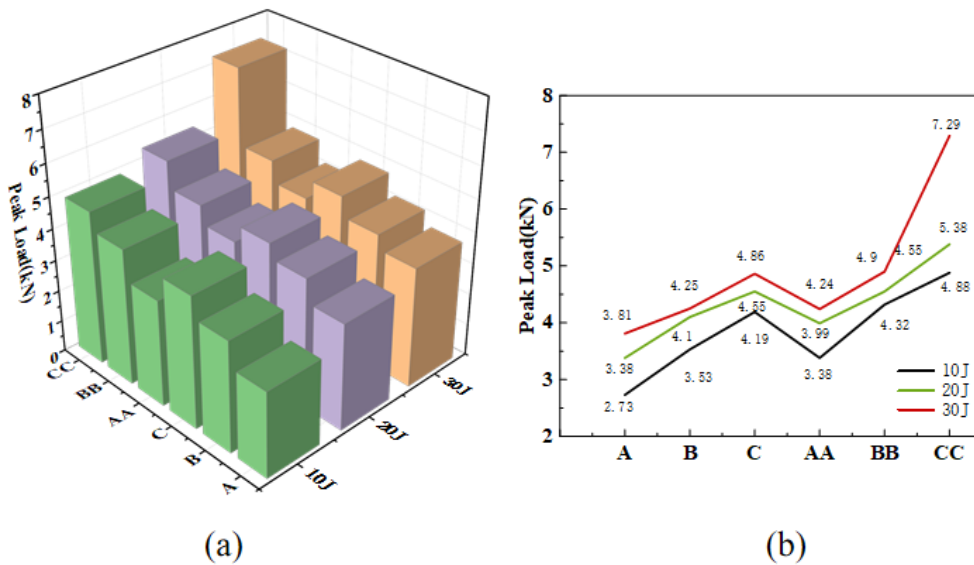 8
7
6
5
4
3
2
1
0
Peak Load(kN)
CC
BB
AA
C
B
A
10J
20J
30J
(a)
8
7
6
5
4
3
2
Peak Load(kN)
7.29
5.38
4.88
4.9
4.55
4.32
4.24
3.99
3.38
4.86
4.55
4.19
4.25
4.1
3.53
3.81
3.38
2.73
10J
20J
30J
A B C AA BB CC
(b)